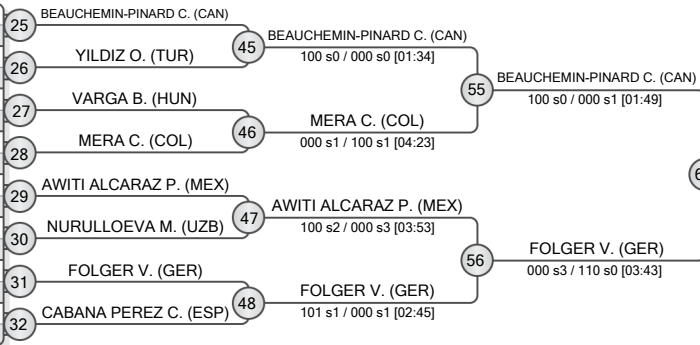 25
BEAUCHEMIN-PINARD C. (CAN)
45
BEAUCHEMIN-PINARD C. (CAN)
100 s0 / 000 s0 [01:34]
26
YILDIZ O. (TUR)
55
BEAUCHEMIN-PINARD C. (CAN)
100 s0 / 000 s1 [01:49]
27
VARGA B. (HUN)
46
MERA C. (COL)
000 s1 / 100 s1 [04:23]
28
MERA C. (COL)
29
AWITI ALCARAZ P. (MEX)
47
AWITI ALCARAZ P. (MEX)
100 s2 / 000 s3 [03:53]
30
NURULLOEVA M. (UZB)
56
FOLGER V. (GER)
000 s3 / 110 s0 [03:43]
31
FOLGER V. (GER)
48
FOLGER V. (GER)
101 s1 / 000 s1 [02:45]
32
CABANA PEREZ C. (ESP)